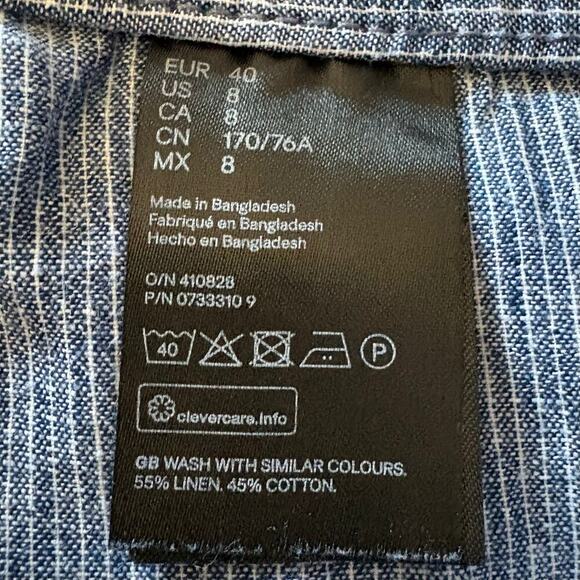 EUR 40
US 8
CA 8
CN 170/76A
MX 8
Made in Bangladesh
Fabriqué en Bangladesh
Hecho en Bangladesh
O/N 410828
P/N 0733310 9
40 P
clevercare.info
GB WASH WITH SIMILAR COLOURS.
55% LINEN. 45% COTTON.